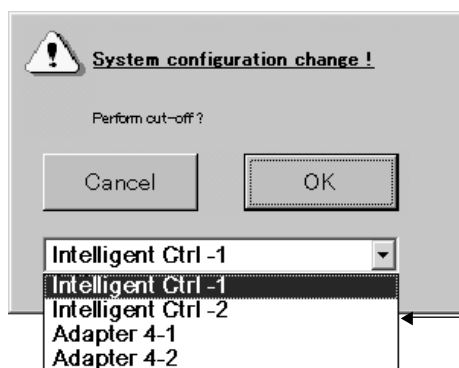 System configuration change !
Perform cut-off?
Cancel
OK
Intelligent Ctrl -1
Intelligent Ctrl -1
Intelligent Ctrl -2
Adapter 4-1
Adapter 4-2